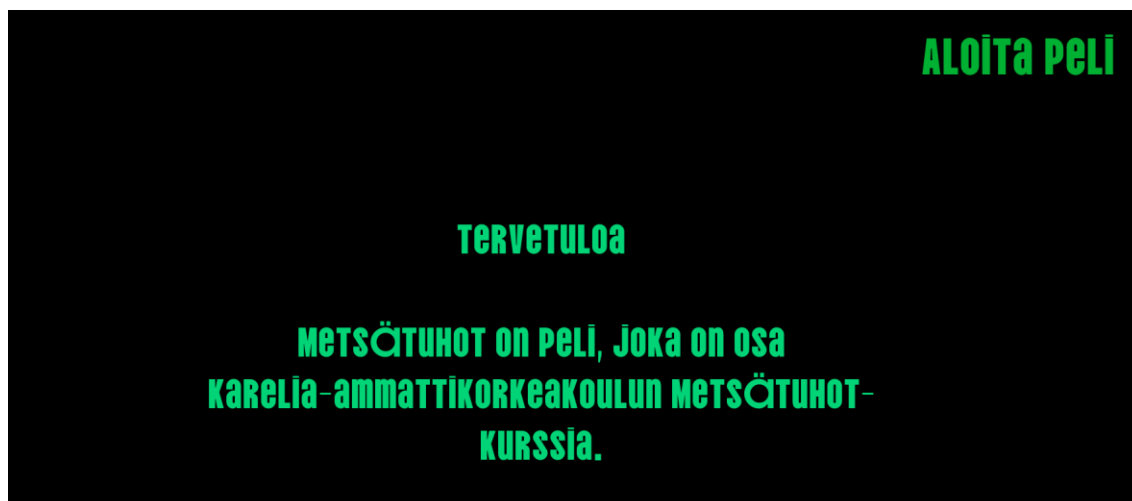 Aloita peli
Tervetuloa
Metsätuhot on peli, joka on osa
Karelia-ammattikorkeakoulun Metsätuhot-
kurssia.